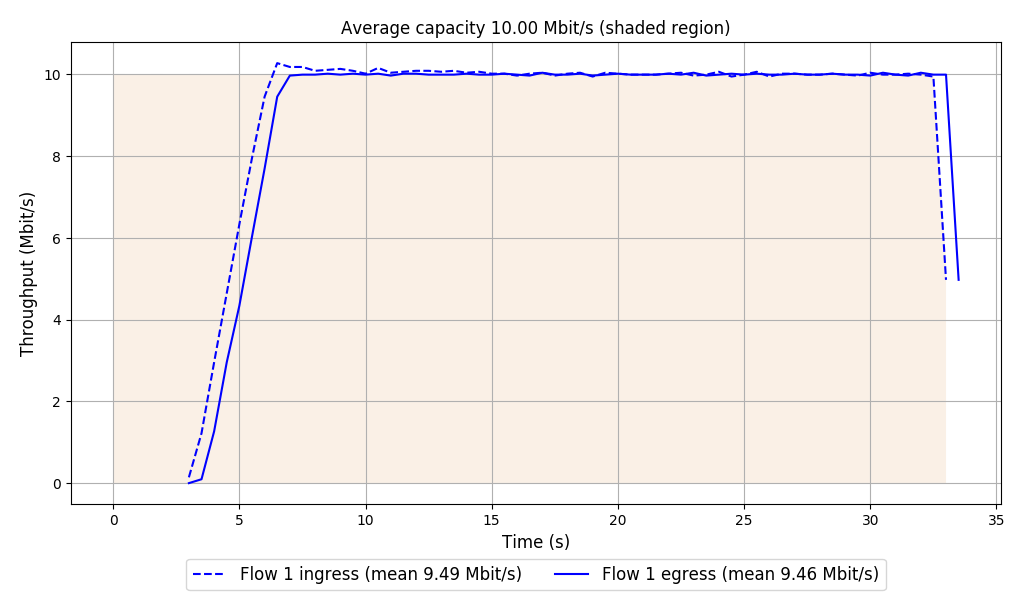 Average capacity 10.00 Mbit/s (shaded region)
10
8
6
4
2
0
Throughput (Mbit/s)
0 5 10 15 20 25 30 35
Time (s)
Flow 1 ingress (mean 9.49 Mbit/s) Flow 1 egress (mean 9.46 Mbit/s)